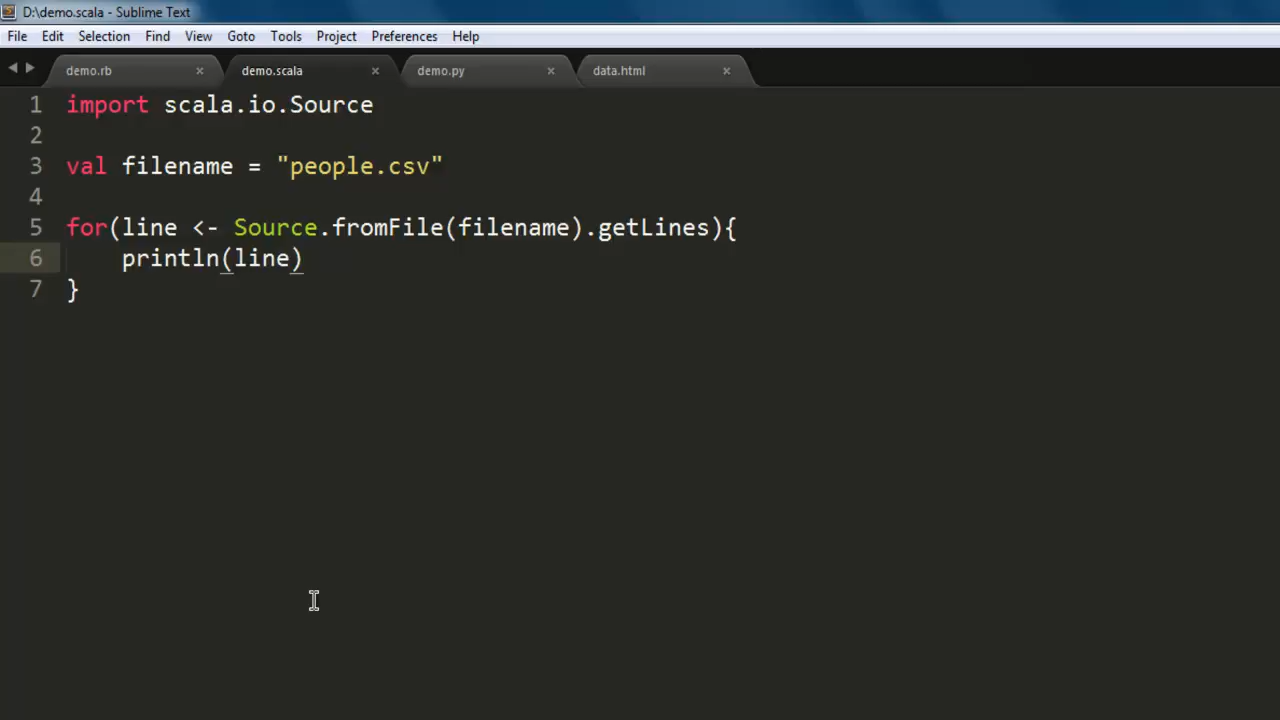 D:\demo.scala - Sublime Text
File Edit Selection Find View Goto Tools Project Preferences Help
demo.rb × demo.scala × demo.py × data.html ×
1 import scala.io.Source
2
3 val filename = "people.csv"
4
5 for(line <- Source.fromFile(filename).getLines){
6     println(line)
7 }